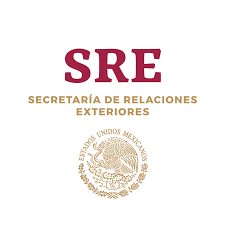 SRE
SECRETARÍA DE RELACIONES
EXTERIORES
ESTADOS UNIDOS MEXICANOS